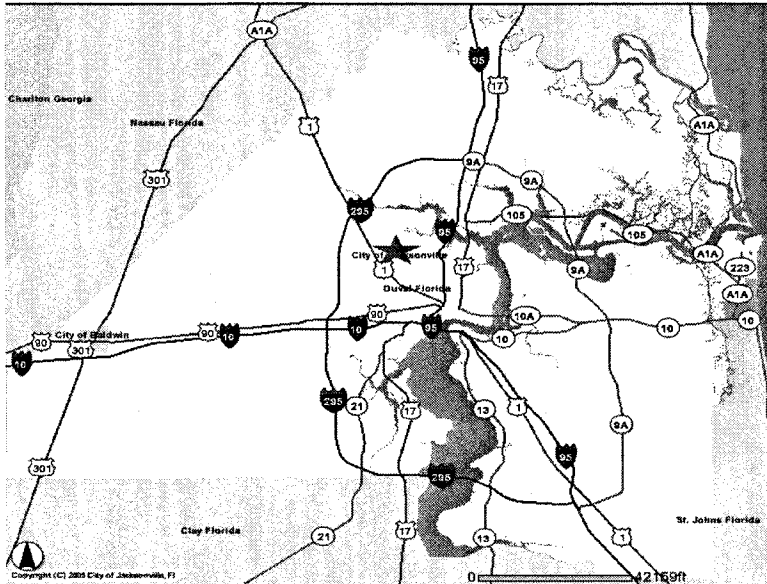 A1A
95
17
Charlton Georgia
Nassau Florida
1
A1A
301
9A
9A
295
105
95
105
City of Jacksonville
A1A
1
17
9A
223
Duval Florida
A1A
90
10A
10
City of Baldwin
90
10
95
10
10
90
301
10
295
21
17
13
1
9A
95
301
295
St. Johns Florida
Clay Florida
21
17
13
1
Copyright (C) 2005 City of Jacksonville, Fl
0 42159ft